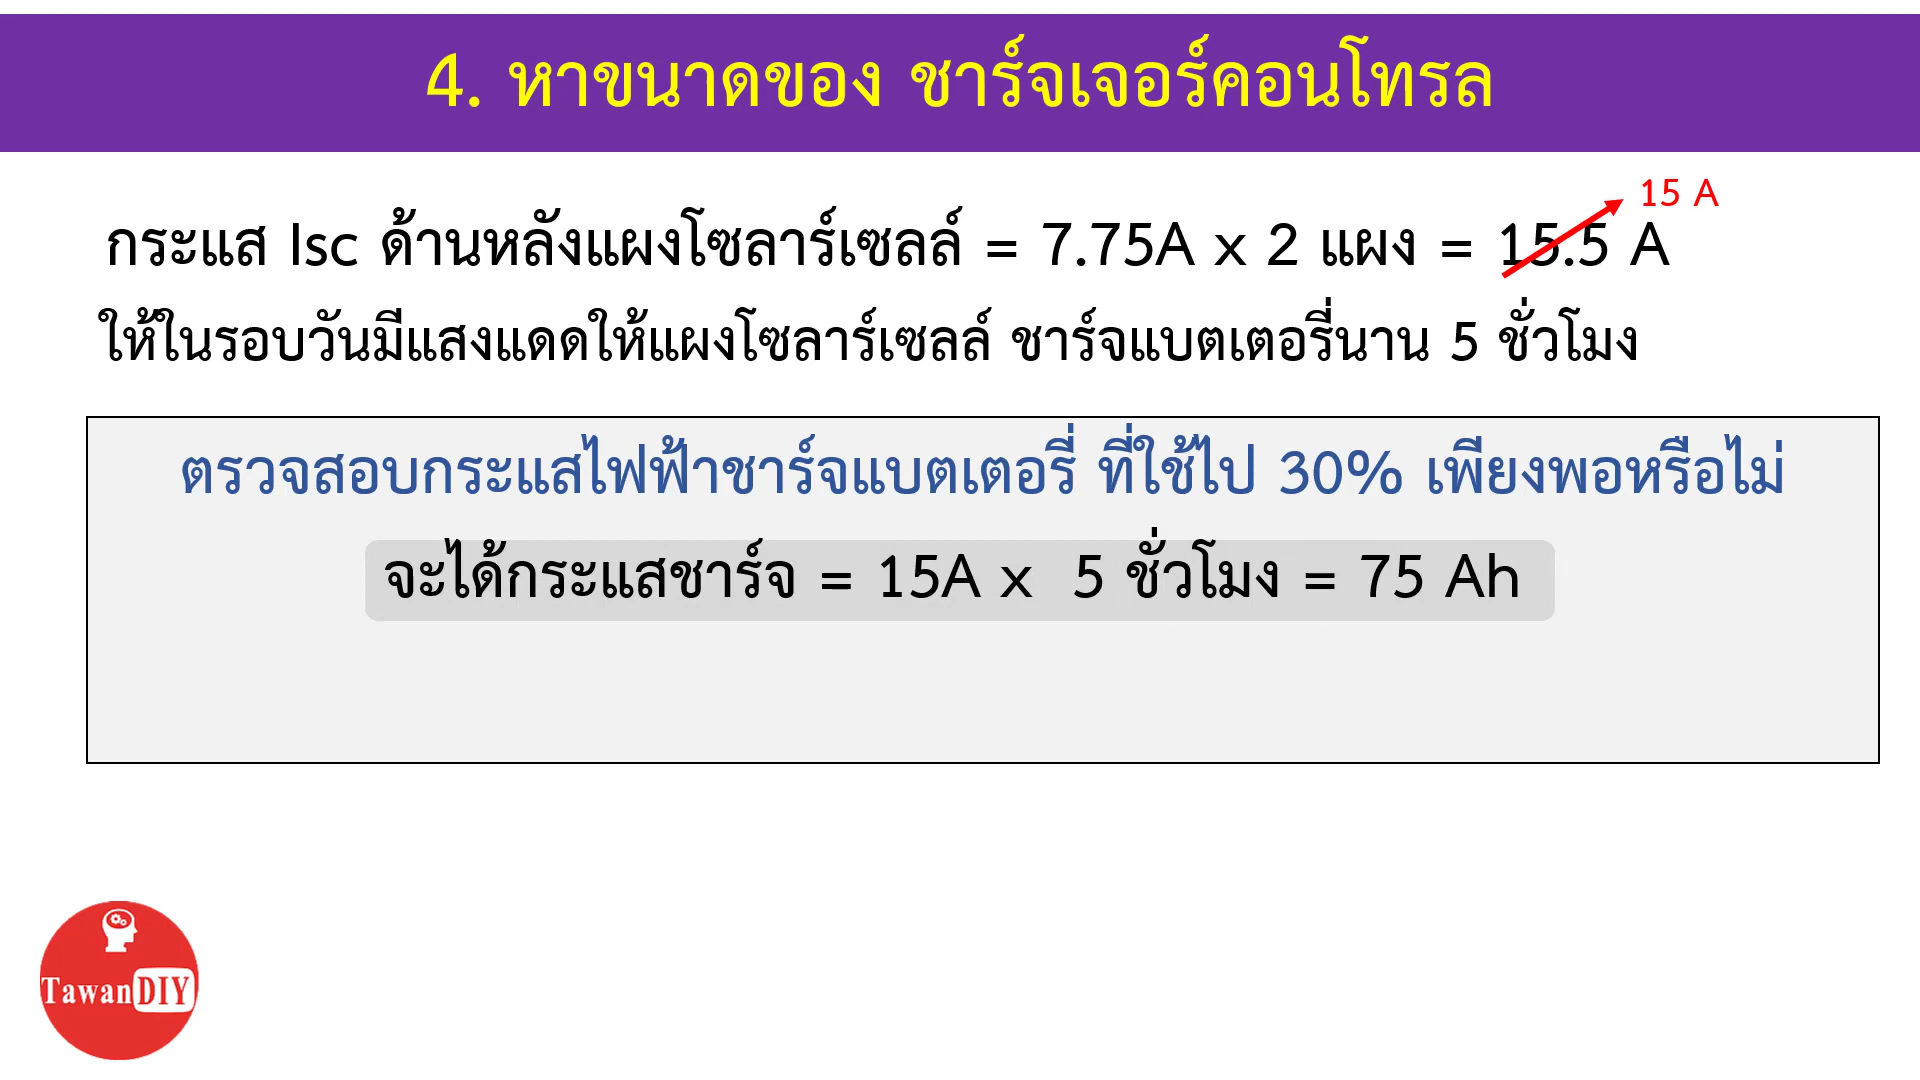 4. หาขนาดของ ชาร์จเจอร์คอนโทรล
15 A
กระแส Isc ด้านหลังแผงโซลาร์เซลล์ = 7.75A x 2 แผง = 15.5 A
ให้ในรอบวันมีแสงแดดให้แผงโซลาร์เซลล์ ชาร์จแบตเตอรี่นาน 5 ชั่วโมง
ตรวจสอบกระแสไฟฟ้าชาร์จแบตเตอรี่ ที่ใช้ไป 30% เพียงพอหรือไม่
จะได้กระแสชาร์จ = 15A x 5 ชั่วโมง = 75 Ah
TawanDIY